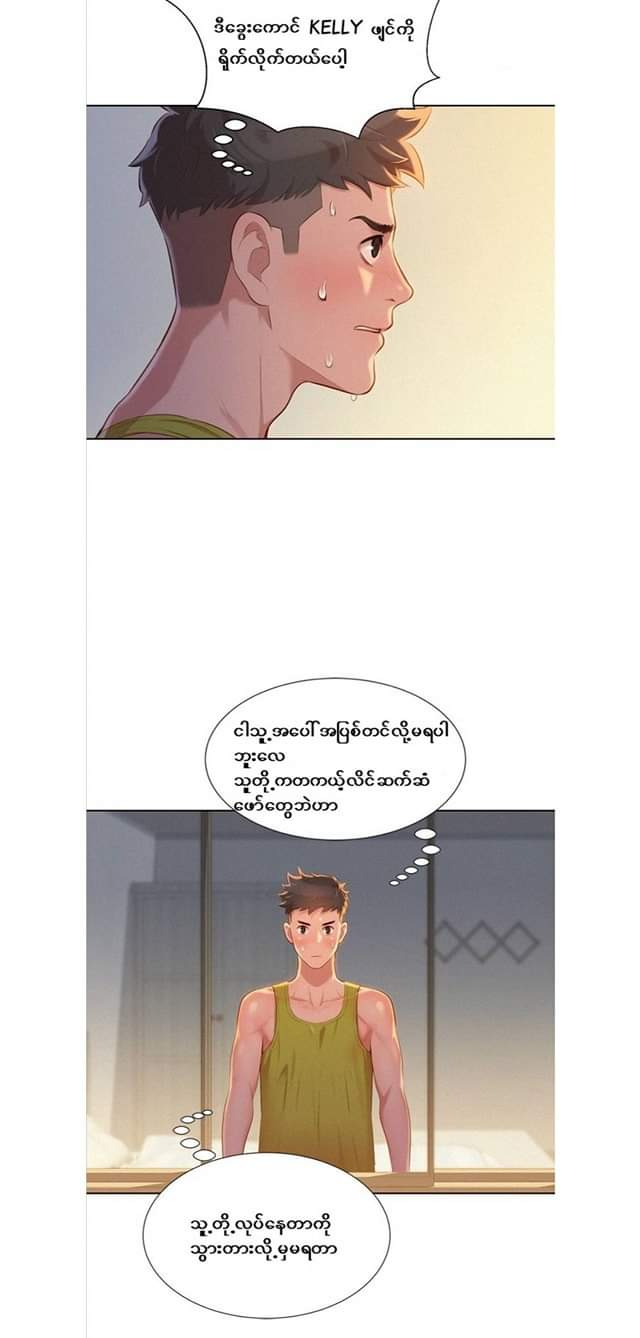 ဒီခွေးကောင် KELLY ဖျင်ကို
ရိုက်လိုက်တယ်ပေါ့
ငါသူ့အပေါ်အပြစ်တင်လို့မရပါ
ဘူးလေ
သူတို့ကတကယ့်လိင်ဆက်ဆံ
ဖော်တွေဘဲဟာ
သူ့တို့လုပ်နေတာကို
သွားတားလို့မှမရတာ